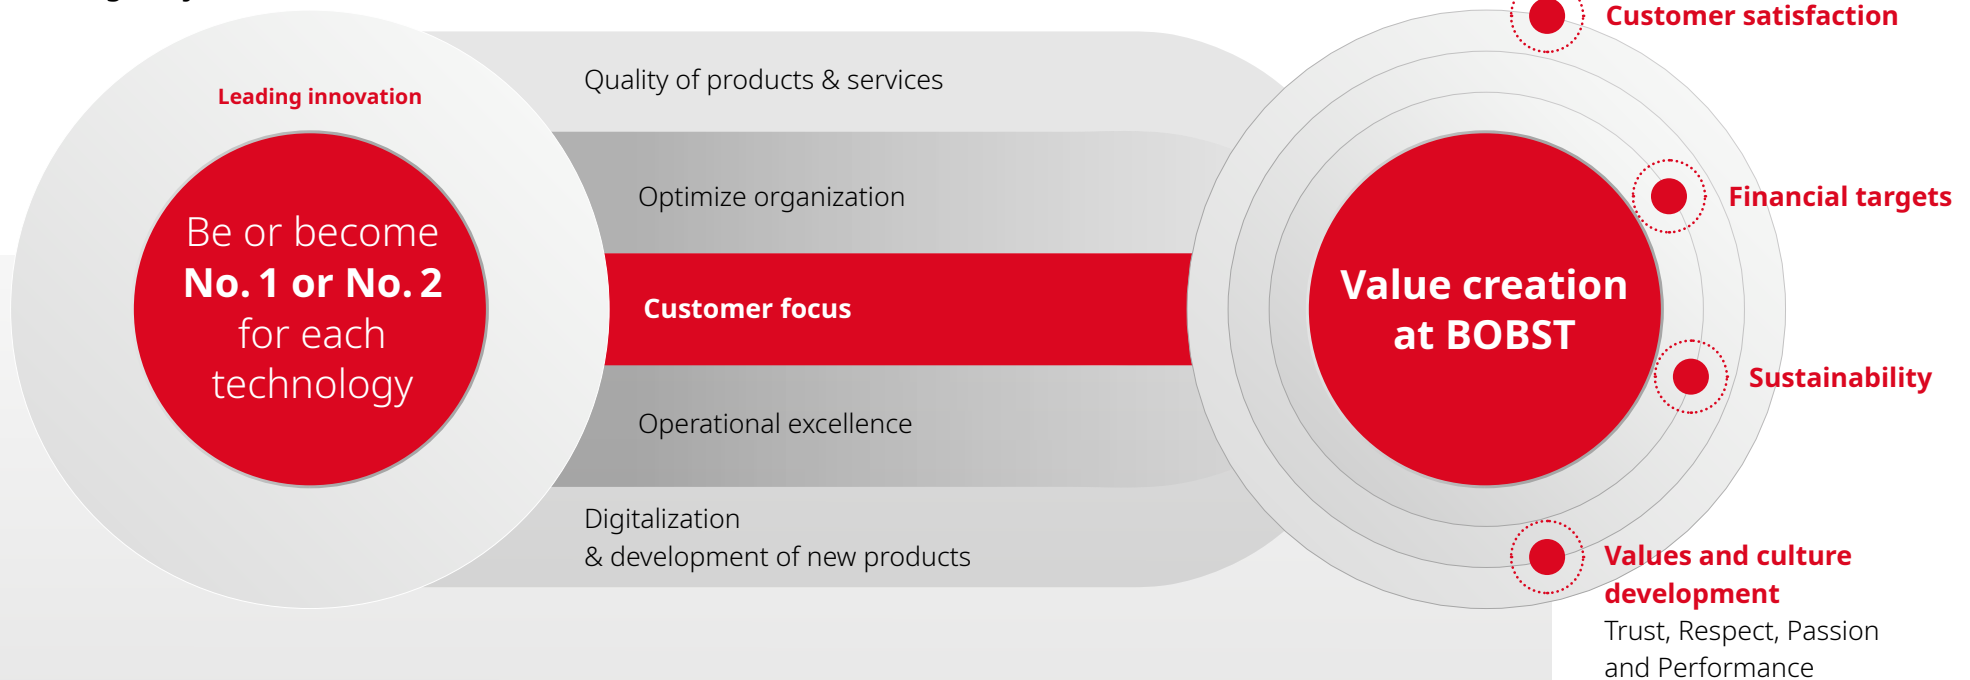 Leading innovation
Be or become
No. 1 or No. 2
for each
technology
Quality of products & services
Optimize organization
Customer focus
Operational excellence
Digitalization
& development of new products
Value creation
at BOBST
Customer satisfaction
Financial targets
Sustainability
Values and culture
development
Trust, Respect, Passion
and Performance